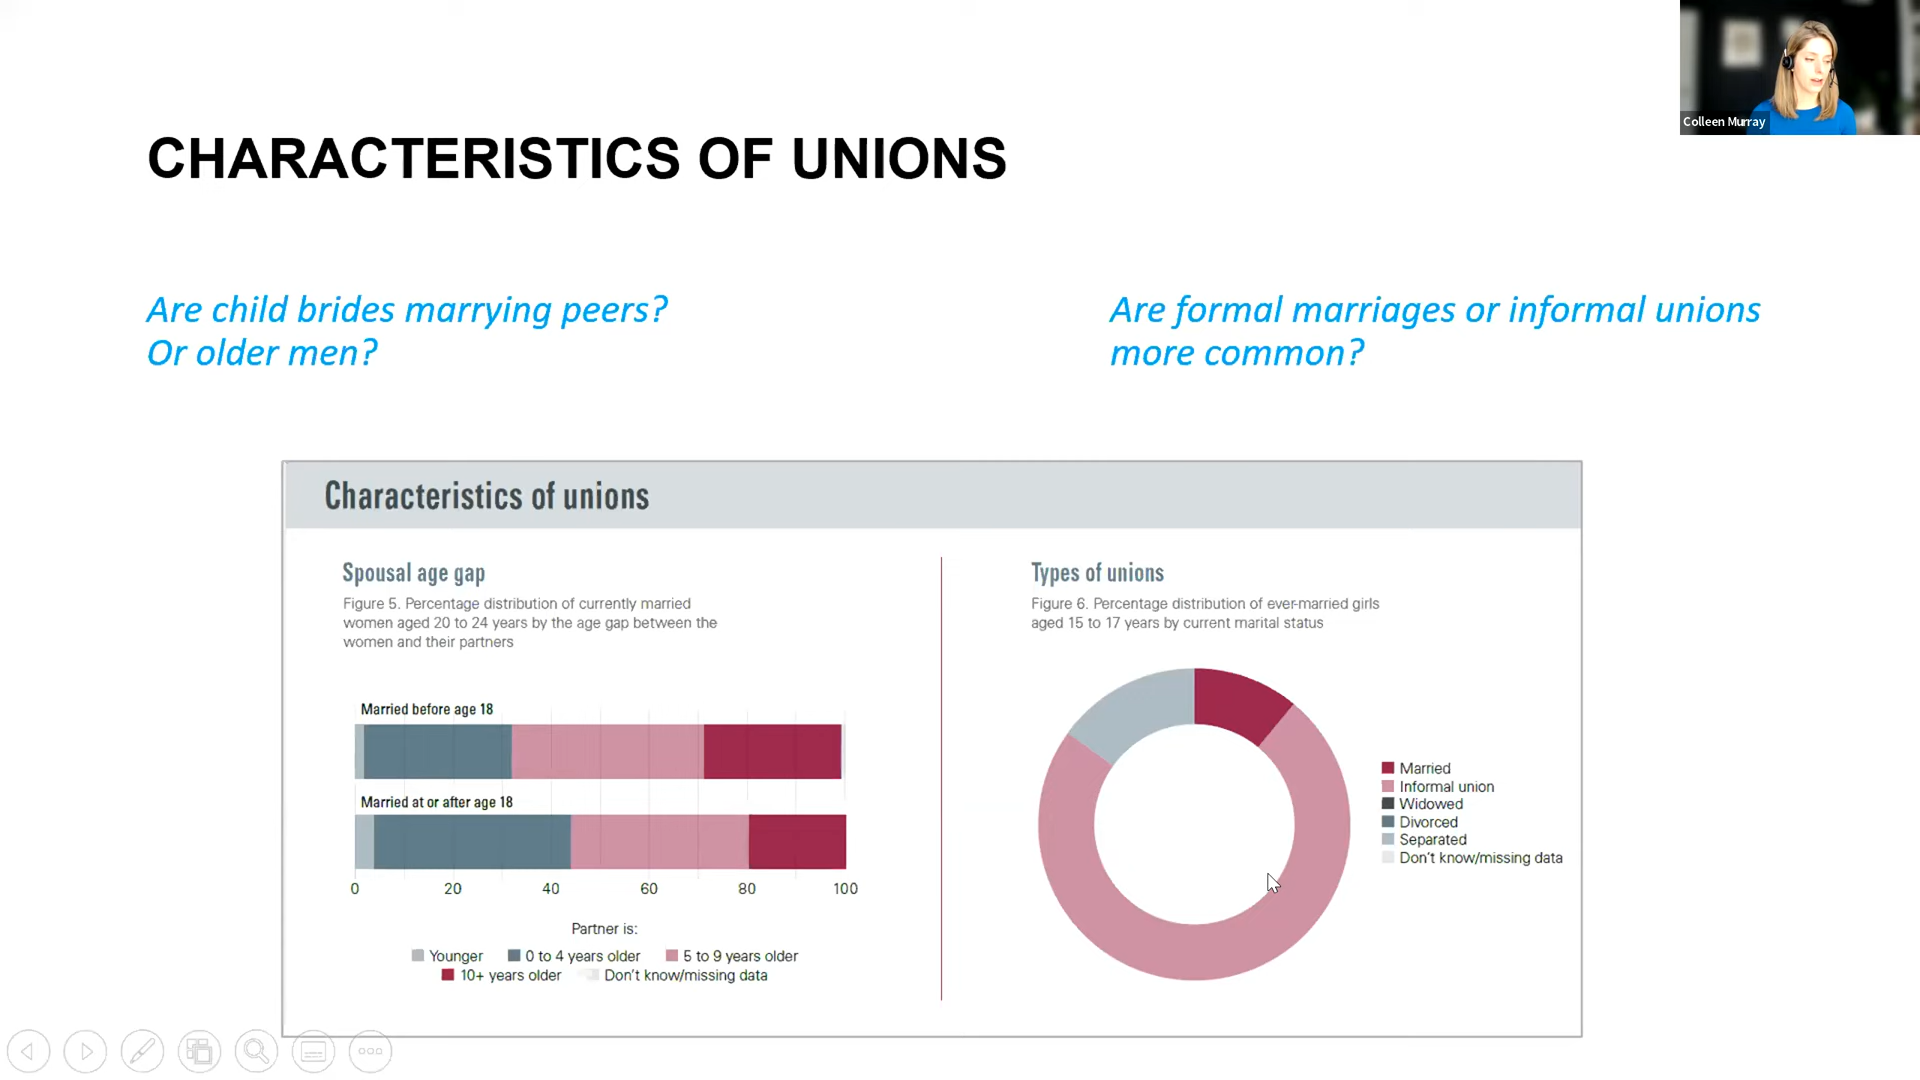 Colleen Murray
CHARACTERISTICS OF UNIONS
Are child brides marrying peers?
Or older men?
Are formal marriages or informal unions
more common?
Characteristics of unions
Spousal age gap
Figure 5. Percentage distribution of currently married
women aged 20 to 24 years by the age gap between the
women and their partners
Married before age 18
Married at or after age 18
0 20 40 60 80 100
Partner is:
Younger 0 to 4 years older 5 to 9 years older
10+ years older Don't know/missing data
Types of unions
Figure 6. Percentage distribution of ever-married girls
aged 15 to 17 years by current marital status
Married
Informal union
Widowed
Divorced
Separated
Don't know/missing data